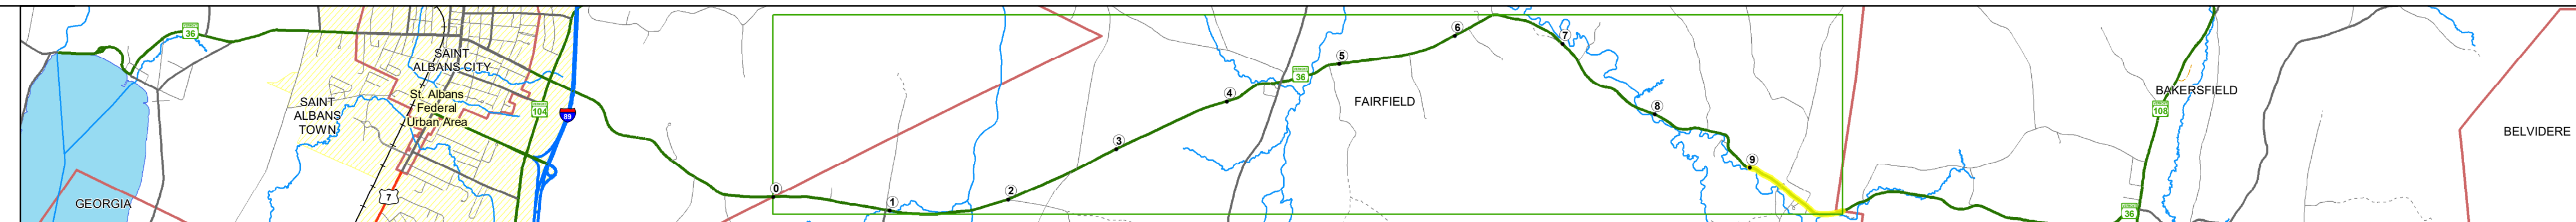 36
SAINT
ALBANS CITY
SAINT
ALBANS
TOWN
St. Albans
Federal
Urban Area
104
89
7
GEORGIA
0
1
2
3
4
36
5
6
7
8
9
FAIRFIELD
BAKERSFIELD
108
36
BELVIDERE